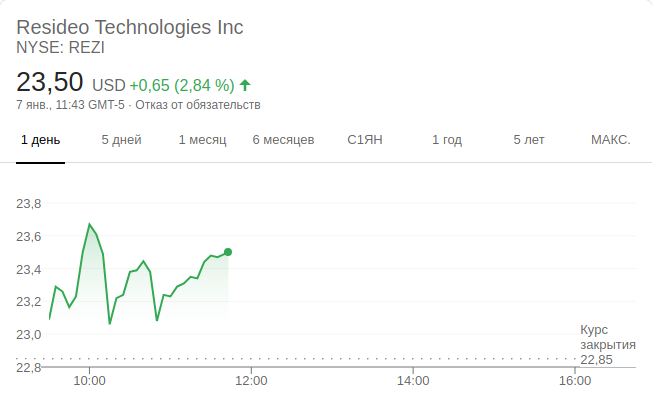 Resideo Technologies Inc
NYSE: REZI
23,50 USD +0,65 (2,84 %)
7 янв., 11:43 GMT-5 · Отказ от обязательств
1 день 5 дней 1 месяц 6 месяцев С1ЯН 1 год 5 лет МАКС.
23,8
23,6
23,4
23,2
23,0
22,8
Курс
закрытия
22,85
10:00 12:00 14:00 16:00